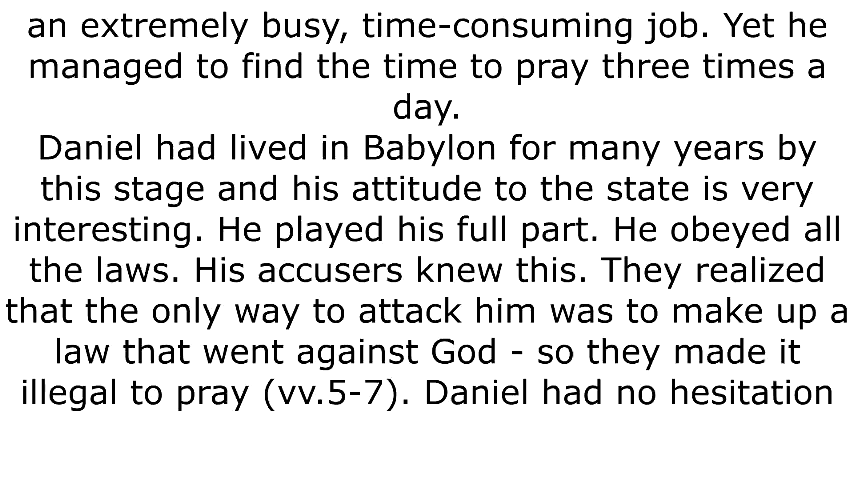 an extremely busy, time-consuming job. Yet he
managed to find the time to pray three times a
day.
Daniel had lived in Babylon for many years by
this stage and his attitude to the state is very
interesting. He played his full part. He obeyed all
the laws. His accusers knew this. They realized
that the only way to attack him was to make up a
law that went against God - so they made it
illegal to pray (vv.5-7). Daniel had no hesitation